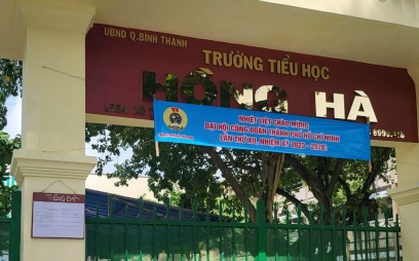 UBND Q.BÌNH THẠNH
TRƯỜNG TIỂU HỌC
HỒNG HÀ
NHIỆT LIỆT CHÀO MỪNG
ĐẠI HỘI CÔNG ĐOÀN THÀNH PHỐ HỒ CHÍ MINH
LẦN THỨ XII, NHIỆM KỲ 2023 - 2028!